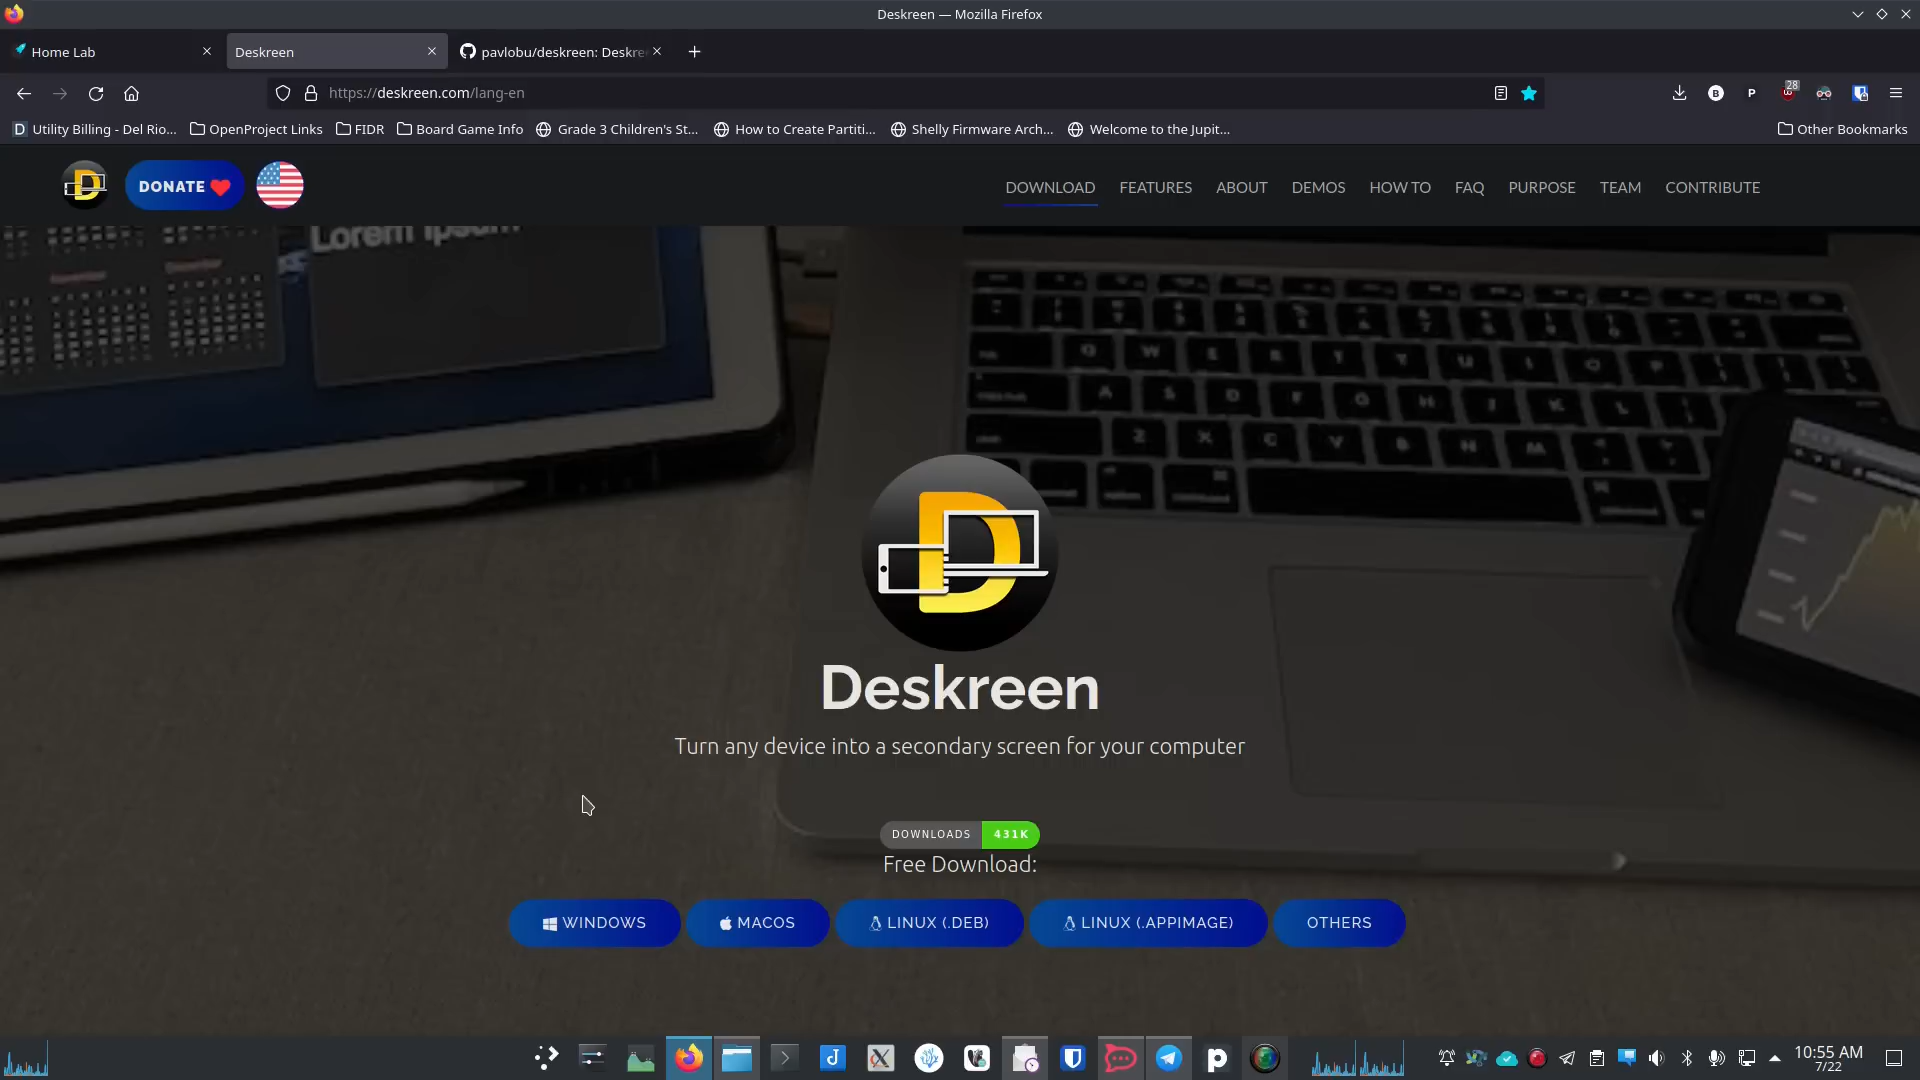 Deskreen — Mozilla Firefox
Home Lab
Deskreen
pavlobu/deskreen: Deskre
https://deskreen.com/lang-en
B
P
28
D Utility Billing - Del Rio...
OpenProject Links
FIDR
Board Game Info
Grade 3 Children's St...
How to Create Partiti...
Shelly Firmware Arch...
Welcome to the Jupit...
Other Bookmarks
D
DONATE
DOWNLOAD
FEATURES
ABOUT
DEMOS
HOW TO
FAQ
PURPOSE
TEAM
CONTRIBUTE
Lorem ipsum
D
Deskreen
Turn any device into a secondary screen for your computer
DOWNLOADS 431K
Free Download:
WINDOWS
MACOS
LINUX (.DEB)
LINUX (.APPIMAGE)
OTHERS
10:55 AM
7/22